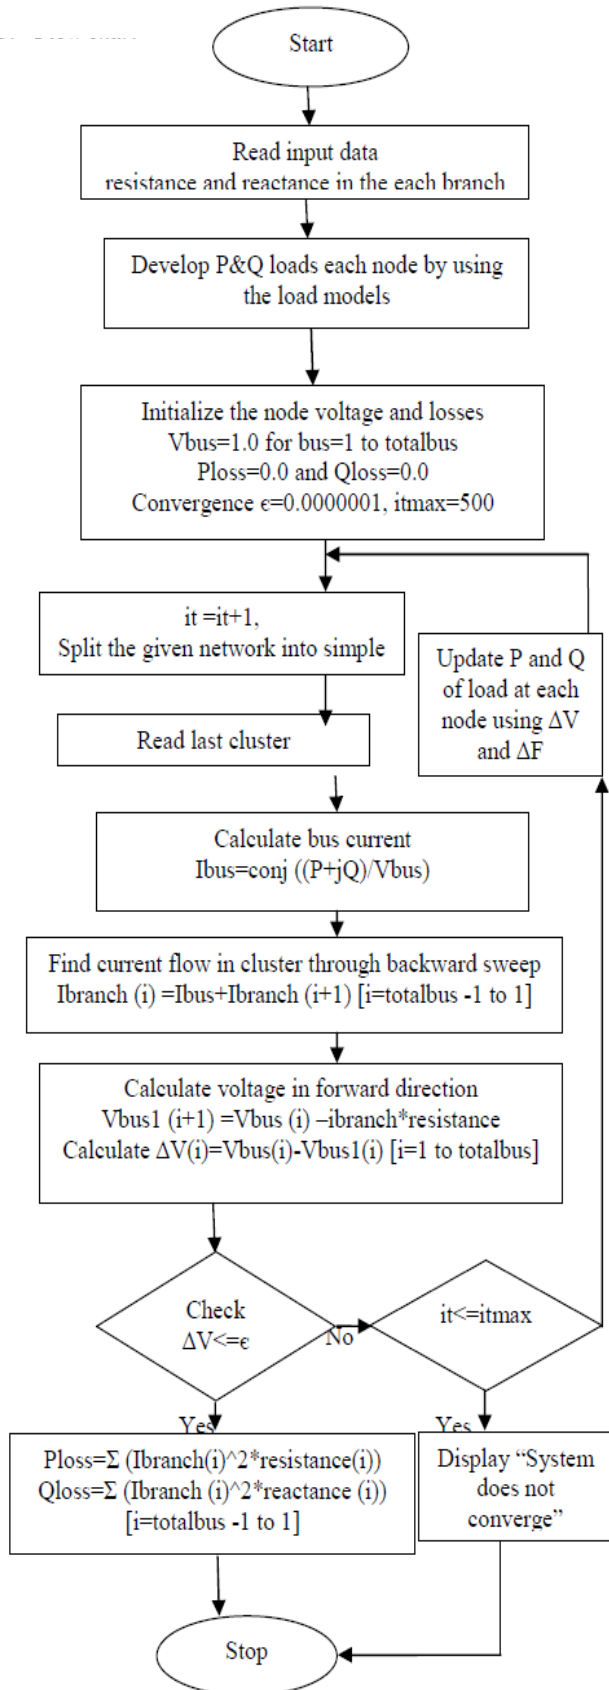 Start
Read input data
resistance and reactance in the each branch
Develop P&Q loads each node by using
the load models
Initialize the node voltage and losses
Vbus=1.0 for bus=1 to totalbus
Ploss=0.0 and Qloss=0.0
Convergence ϵ=0.0000001, itmax=500
it =it+1,
Split the given network into simple
Update P and Q
of load at each
node using ΔV
and ΔF
Read last cluster
Calculate bus current
Ibus=conj ((P+jQ)/Vbus)
Find current flow in cluster through backward sweep
Ibranch (i) =Ibus+Ibranch (i+1) [i=totalbus -1 to 1]
Calculate voltage in forward direction
Vbus1 (i+1) =Vbus (i) –ibranch*resistance
Calculate ΔV(i)=Vbus(i)-Vbus1(i) [i=1 to totalbus]
Check
ΔV<=ϵ
No
it<=itmax
Yes
Yes
Ploss=Σ (Ibranch(i)^2*resistance(i))
Qloss=Σ (Ibranch (i)^2*reactance (i))
[i=totalbus -1 to 1]
Display “System
does not
converge”
Stop